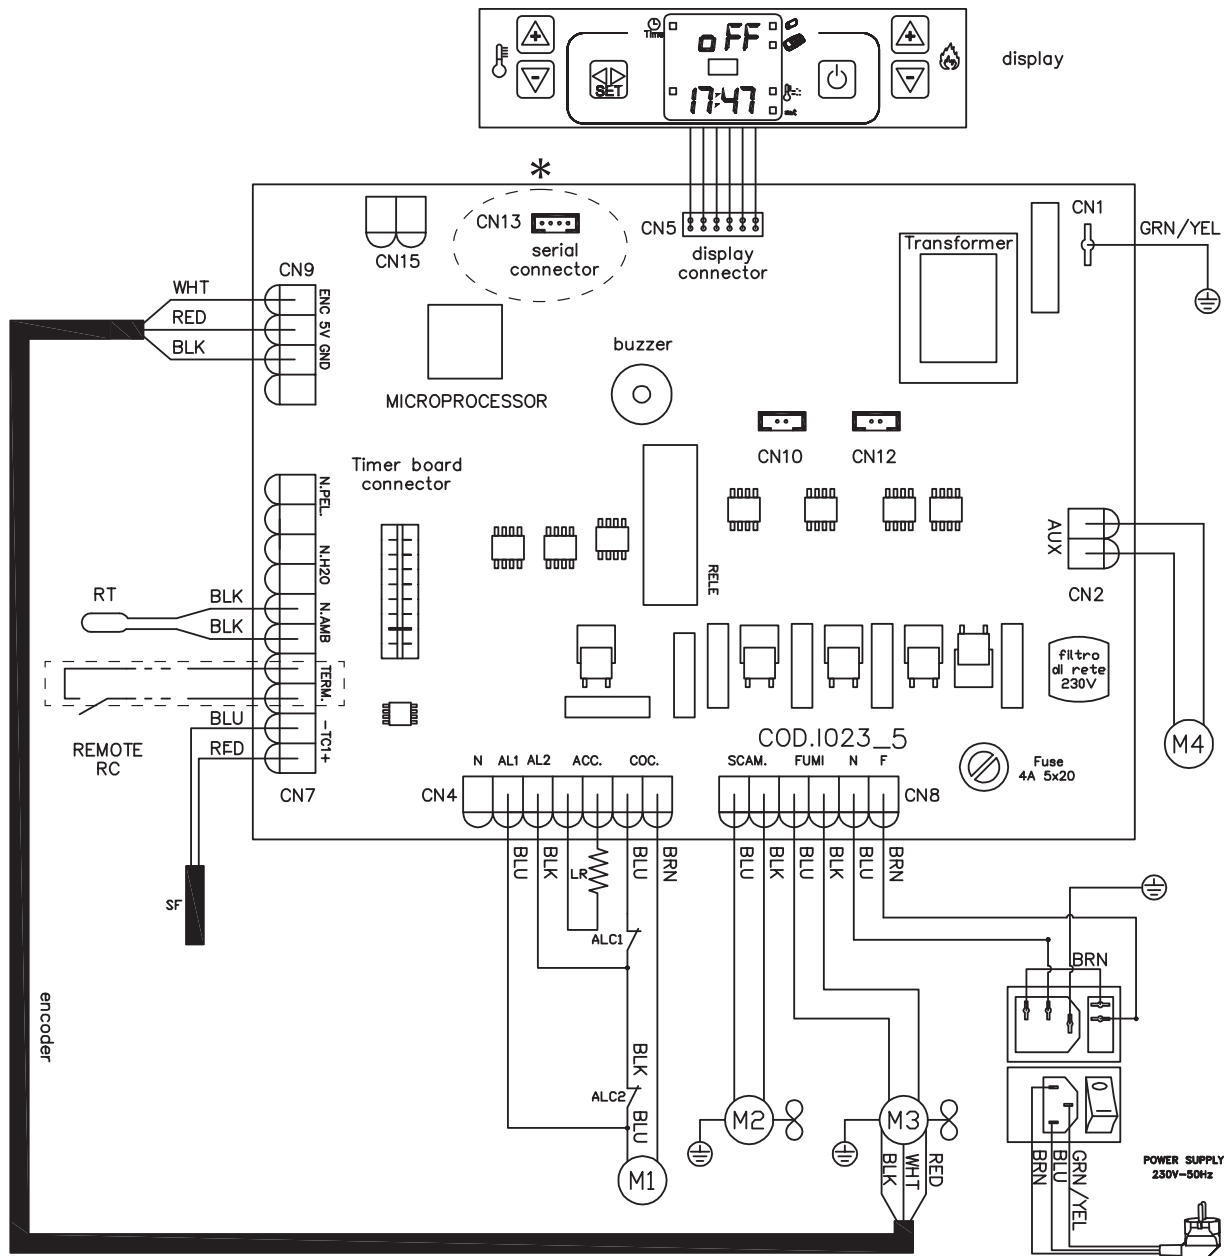 Time
oFF
SET
17:47
set
display
*
CN13
serial
connector
CN5
display
connector
CN15
CN1
GRN/YEL
Transformer
CN9
WHT
RED
BLK
ENC 5V GND
MICROPROCESSOR
buzzer
CN10
CN12
Timer board
connector
N.PEL.
N.H2O
N.AMB
TERM.
-TC1+
RELE
AUX
CN2
RT
BLK
BLK
REMOTE
RC
BLU
RED
CN7
SF
filtro
di rete
230V
M4
COD.1023_5
Fuse
4A 5x20
CN4
N AL1 AL2 ACC. COC.
SCAM. FUMI N F
CN8
BLU
BLK
LR
BLU
BRN
BLU
BLK
BLU
BLK
BLU
BRN
ALC1
BRN
encoder
BLK
ALC2
BLU
M1
M2
M3
BLK
WHT
RED
BRN
BLU
GRN/YEL
POWER SUPPLY
230V-50Hz